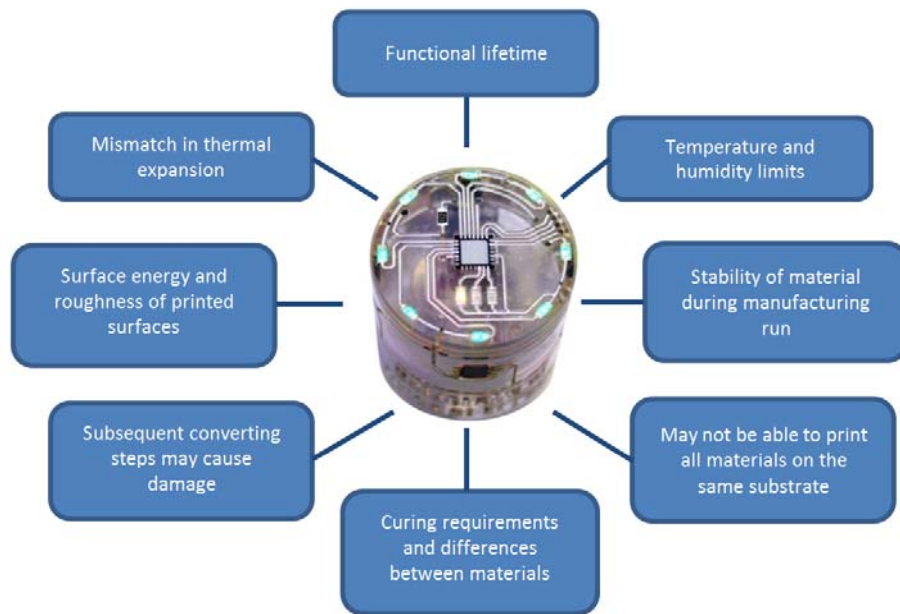 Functional lifetime
Mismatch in thermal
expansion
Temperature and
humidity limits
Surface energy and
roughness of printed
surfaces
Stability of material
during manufacturing
run
Subsequent converting
steps may cause
damage
May not be able to print
all materials on the
same substrate
Curing requirements
and differences
between materials